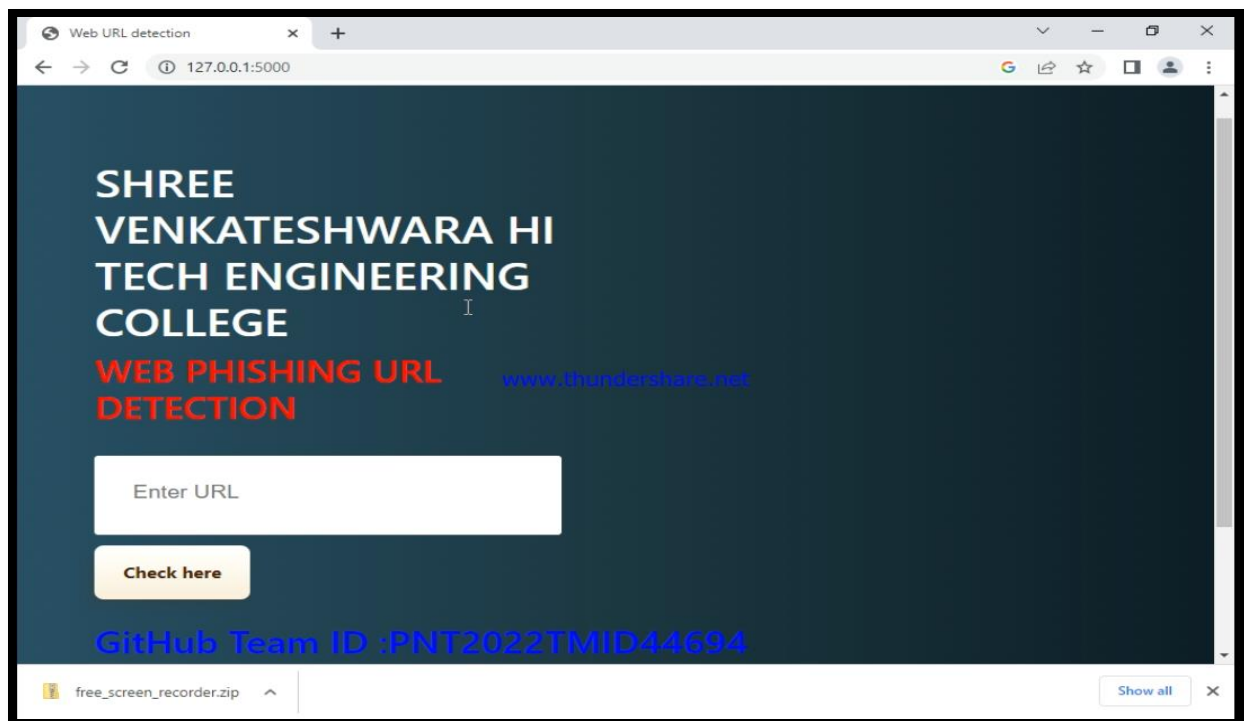 Web URL detection
127.0.0.1:5000
SHREE
VENKATESHWARA HI
TECH ENGINEERING
COLLEGE
WEB PHISHING URL
DETECTION
www.thundershare.net
Enter URL
Check here
GitHub Team ID :PNT2022TMID44694
free_screen_recorder.zip
Show all